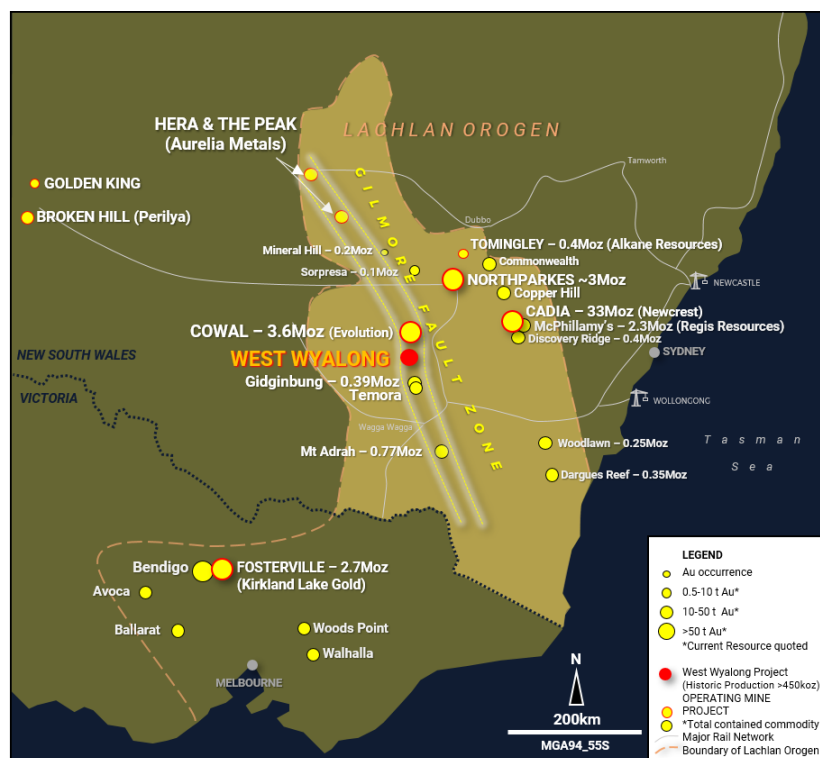 LACHLAN OROGEN
HERA & THE PEAK
(Aurelia Metals)
Tamworth
GOLDEN KING
BROKEN HILL (Perilya)
GILMORE FAULT ZONE
Dubbo
TOMINGLEY – 0.4Moz (Alkane Resources)
Mineral Hill – 0.2Moz
Commonwealth
Sorpresa – 0.1Moz
NORTHPARKES ~3Moz
NEWCASTLE
Copper Hill
CADIA – 33Moz (Newcrest)
COWAL – 3.6Moz (Evolution)
McPhillamy's – 2.3Moz (Regis Resources)
Discovery Ridge – 0.4Moz
NEW SOUTH WALES
WEST WYALONG
SYDNEY
Gidginbung – 0.39Moz
VICTORIA
Temora
WOLLONCONG
Wagga Wagga
Mt Adrah – 0.77Moz
Woodlawn – 0.25Moz
Tasman
Sea
Dargues Reef – 0.35Moz
Bendigo
FOSTERVILLE – 2.7Moz
(Kirkland Lake Gold)
Avoca
Ballarat
Woods Point
Walhalla
MELBOURNE
N
200km
MGA94_55S
LEGEND
Au occurrence
0.5-10 t Au*
10-50 t Au*
>50 t Au*
*Current Resource quoted
West Wyalong Project
(Historic Production >450koz)
OPERATING MINE
PROJECT
*Total contained commodity
Major Rail Network
Boundary of Lachlan Orogen